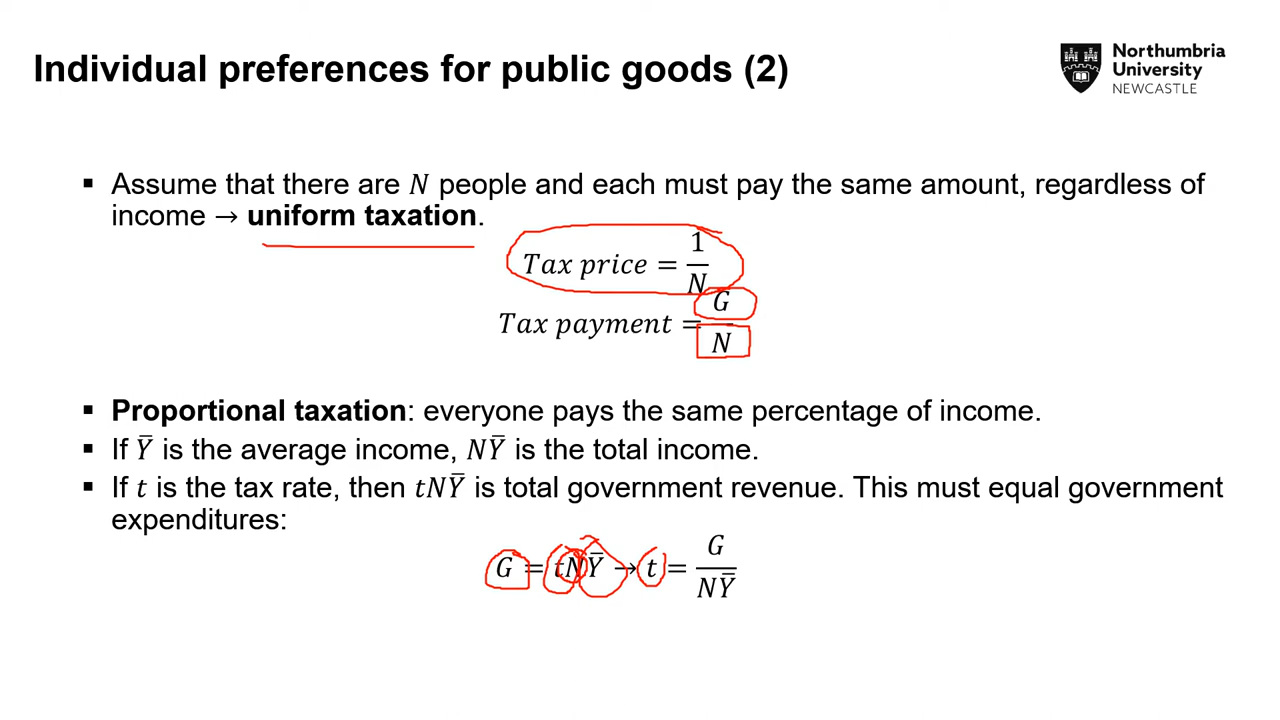 Individual preferences for public goods (2)
Northumbria
University
NEWCASTLE
▪ Assume that there are N people and each must pay the same amount, regardless of
income → uniform taxation.
Tax price = 1/N
Tax payment = G/N
▪ Proportional taxation: everyone pays the same percentage of income.
▪ If Ȳ is the average income, NȲ is the total income.
▪ If t is the tax rate, then tNȲ is total government revenue. This must equal government
expenditures:
G = tNȲ → t = G/NȲ